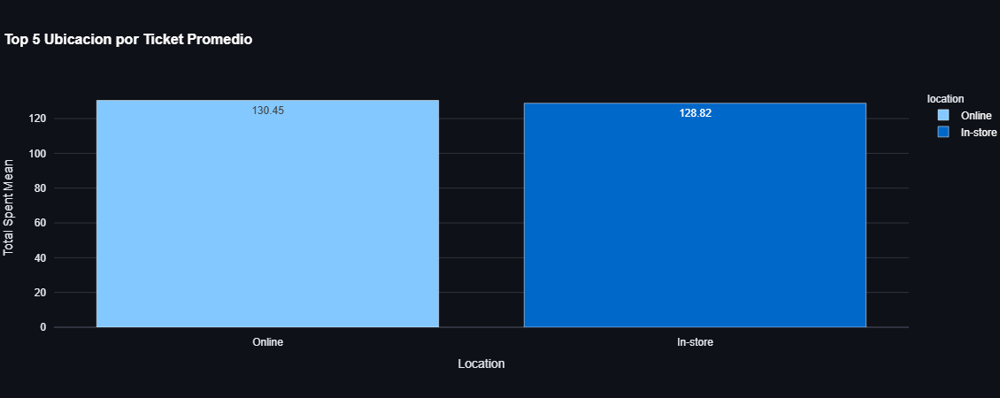 Top 5 Ubicacion por Ticket Promedio
location
Online
In-store
Total Spent Mean
120
100
80
60
40
20
0
130.45
128.82
Online
In-store
Location